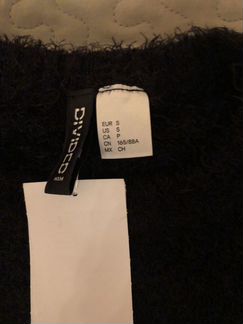 DIVIDED
H&M
EUR S
US S
CA P
CN 165/88A
MX CH